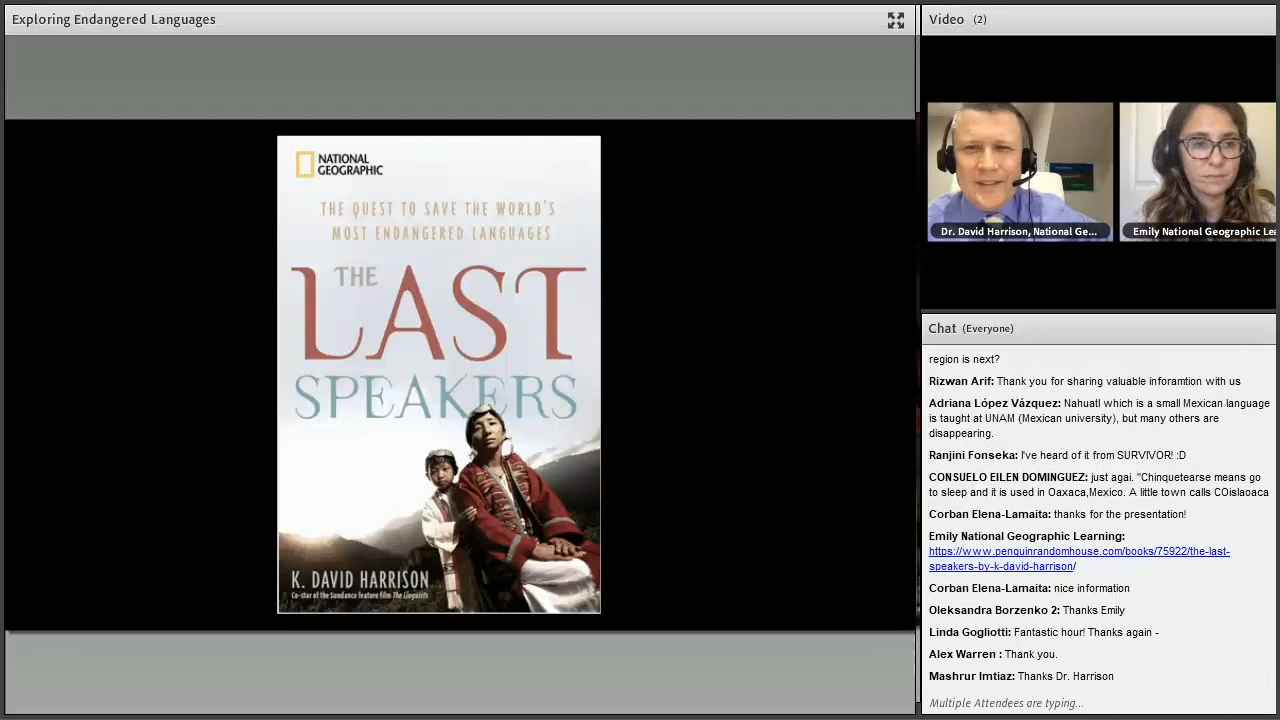 Exploring Endangered Languages
NATIONAL
GEOGRAPHIC
THE QUEST TO SAVE THE WORLD'S
MOST ENDANGERED LANGUAGES
THE
LAST
SPEAKERS
K. DAVID HARRISON
Co-star of the Sundance feature film The Linguists
Video (2)
Dr. David Harrison, National Ge...
Emily National Geographic Lea
Chat (Everyone)
region is next?
Rizwan Arif: Thank you for sharing valuable inforamtion with us
Adriana López Vázquez: Nahuatl which is a small Mexican language
is taught at UNAM (Mexican university), but many others are
disappearing.
Ranjini Fonseka: I've heard of it from SURVIVOR! :D
CONSUELO EILEN DOMINGUEZ: just agai. "Chinquetearse means go
to sleep and it is used in Oaxaca,Mexico. A little town calls COislaoaca
Corban Elena-Lamaita: thanks for the presentation!
Emily National Geographic Learning:
https://www.penguinrandomhouse.com/books/75922/the-last-
speakers-by-k-david-harrison/
Corban Elena-Lamaita: nice information
Oleksandra Borzenko 2: Thanks Emily
Linda Gogliotti: Fantastic hour! Thanks again -
Alex Warren : Thank you.
Mashrur Imtiaz: Thanks Dr. Harrison
Multiple Attendees are typing...